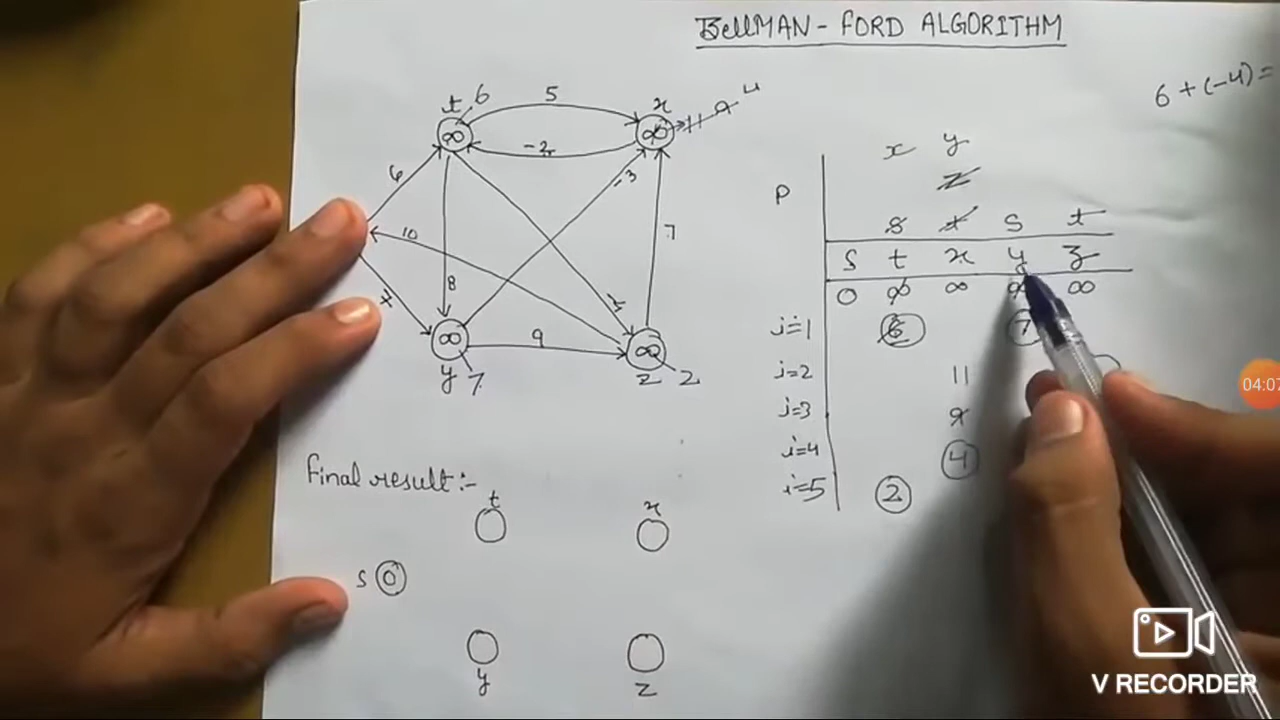 BellMAN - FORD ALGORITHM
6 + (-4) =
t 6 5 x 4
∞ ∞
-2
6 -3
10 7
8
7
∞ 9 ∞
y 7 z 2
x y
P z
s t s t
S t x y z
0 ∞ ∞ ∞ ∞
i=1 6 7
i=2 11
i=3 9
i=4 4
i=5 2
Final result :-
t x
S 0
y z
04:07
V RECORDER